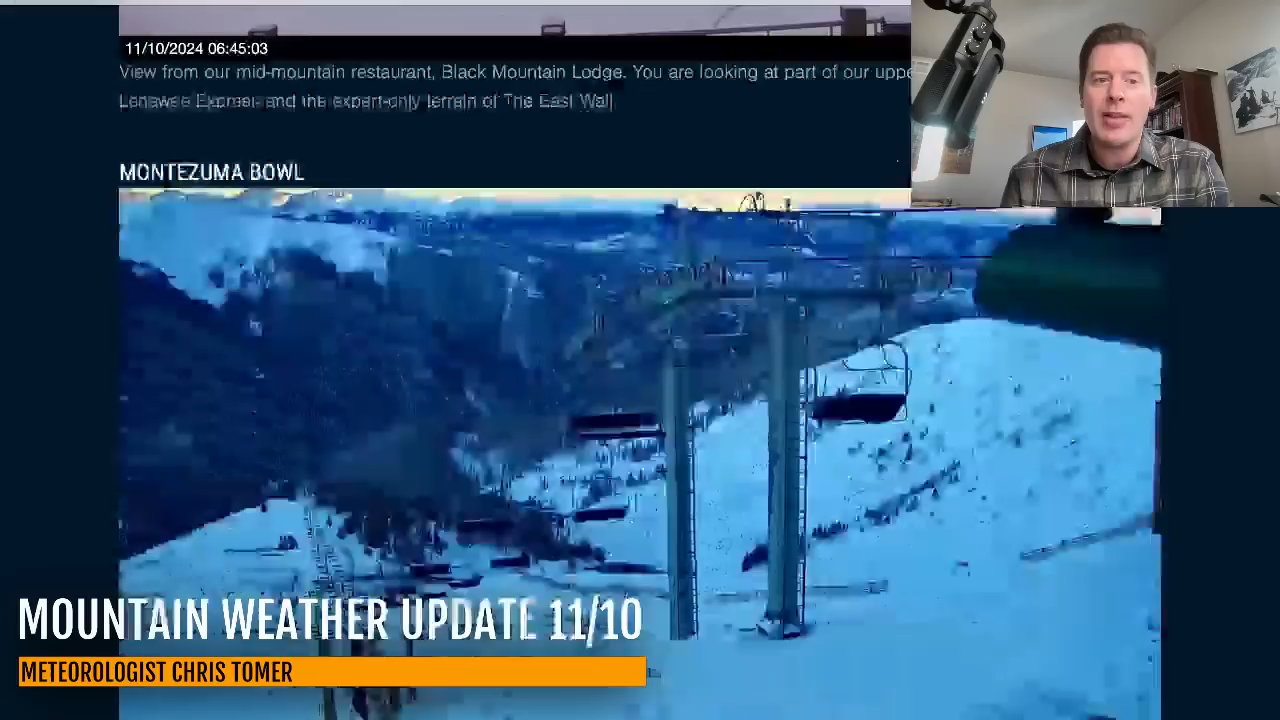 11/10/2024 06:45:03
View from our mid-mountain restaurant, Black Mountain Lodge. You are looking at part of our uppe
Lenawee Express and the expert-only terrain of The East Wall
MONTEZUMA BOWL
MOUNTAIN WEATHER UPDATE 11/10
METEOROLOGIST CHRIS TOMER